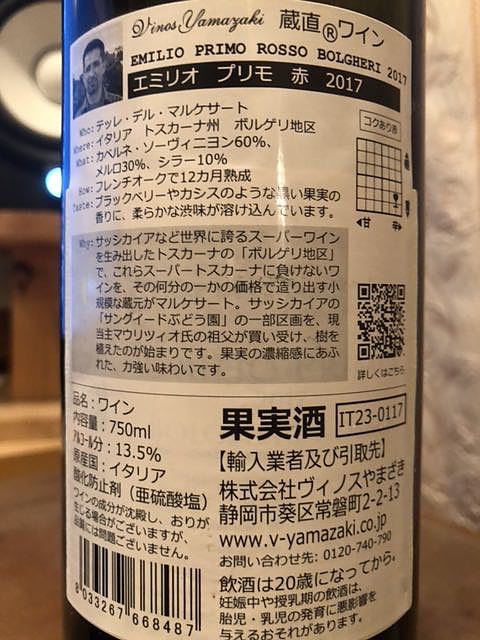 Vinos Yamazaki 蔵直®ワイン
EMILIO PRIMO ROSSO BOLGHERI 2017
エミリオ プリモ 赤 2017
Who: テッレ・デル・マルケサート
Where: イタリア トスカーナ州 ボルゲリ地区
What: カベルネ・ソーヴィニヨン60%、
メルロ30%、シラー10%
How: フレンチオークで12カ月熟成
Taste: ブラックベリーやカシスのような黒い果実の
香りに、柔らかな渋味が溶け込んでいます。
コクあり赤
◀甘 辛▶
Why: サッシカイアなど世界に誇るスーパーワイン
を生み出したトスカーナの「ボルゲリ地区」
で、これらスーパートスカーナに負けないワ
インを、その何分の一かの価格で造り出す小
規模な蔵元がマルケサート。サッシカイアの
「サングイードぶどう園」の一部区画を、現
当主マウリツィオ氏の祖父が買い受け、樹を
植えたのが始まりです。果実の濃縮感にあふ
れた、力強い味わいです。
詳しくはこちら
品名:ワイン
内容量:750ml
アルコール分:13.5%
原産国:イタリア
酸化防止剤(亜硫酸塩)
ワインの成分が沈殿し、おりが
生じる場合がございますが、
品質には問題ございません。
8 033267 668487
果実酒 IT23-0117
【輸入業者及び引取先】
株式会社ヴィノスやまざき
静岡市葵区常磐町2-2-13
www.v-yamazaki.co.jp
お問い合わせ先:0120-740-790
飲酒は20歳になってから。
妊娠中や授乳期の飲酒は、
胎児・乳児の発育に悪影響を
与えるおそれがあります。